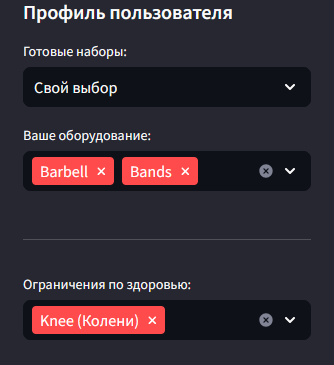 Профиль пользователя
Готовые наборы:
Свой выбор
Ваше оборудование:
Barbell × Bands ×
Ограничения по здоровью:
Knee (Колени) ×